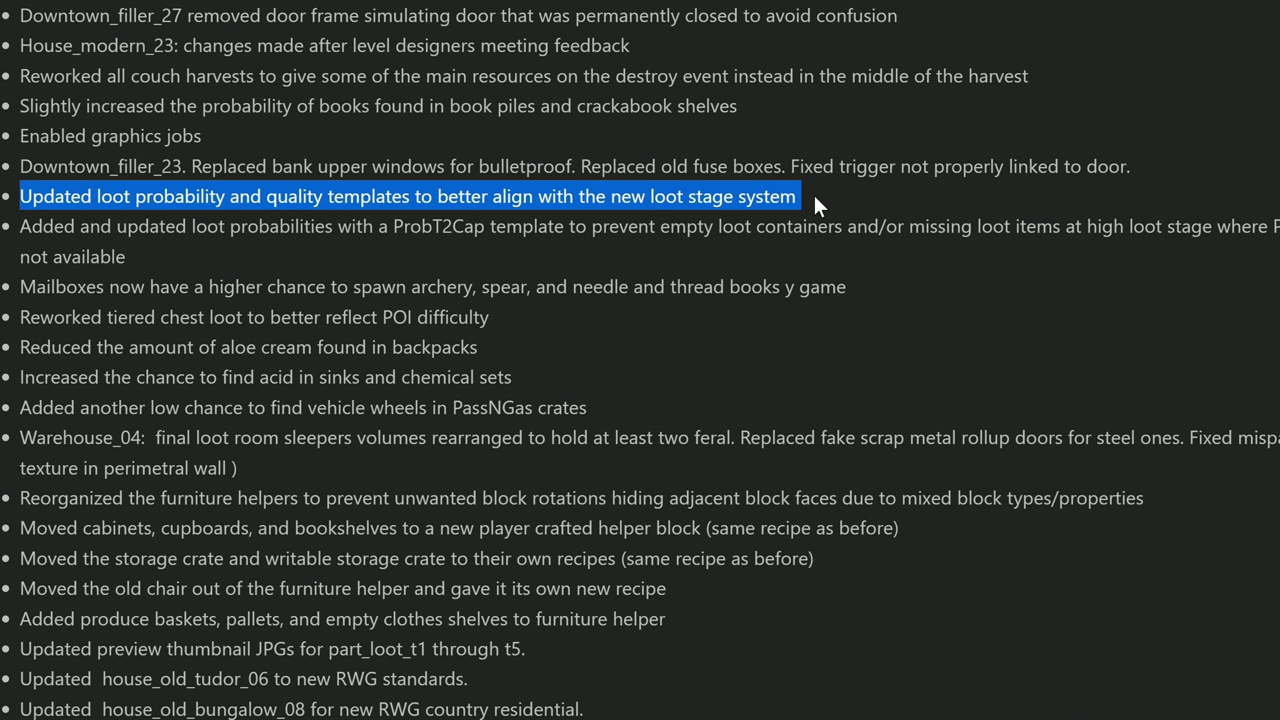 Downtown_filler_27 removed door frame simulating door that was permanently closed to avoid confusion
House_modern_23: changes made after level designers meeting feedback
Reworked all couch harvests to give some of the main resources on the destroy event instead in the middle of the harvest
Slightly increased the probability of books found in book piles and crackabook shelves
Enabled graphics jobs
Downtown_filler_23. Replaced bank upper windows for bulletproof. Replaced old fuse boxes. Fixed trigger not properly linked to door.
Updated loot probability and quality templates to better align with the new loot stage system
Added and updated loot probabilities with a ProbT2Cap template to prevent empty loot containers and/or missing loot items at high loot stage where
not available
Mailboxes now have a higher chance to spawn archery, spear, and needle and thread books y game
Reworked tiered chest loot to better reflect POI difficulty
Reduced the amount of aloe cream found in backpacks
Increased the chance to find acid in sinks and chemical sets
Added another low chance to find vehicle wheels in PassNGas crates
Warehouse_04:  final loot room sleepers volumes rearranged to hold at least two feral. Replaced fake scrap metal rollup doors for steel ones. Fixed
texture in perimetral wall )
Reorganized the furniture helpers to prevent unwanted block rotations hiding adjacent block faces due to mixed block types/properties
Moved cabinets, cupboards, and bookshelves to a new player crafted helper block (same recipe as before)
Moved the storage crate and writable storage crate to their own recipes (same recipe as before)
Moved the old chair out of the furniture helper and gave it its own new recipe
Added produce baskets, pallets, and empty clothes shelves to furniture helper
Updated preview thumbnail JPGs for part_loot_t1 through t5.
Updated  house_old_tudor_06 to new RWG standards.
Updated  house_old_bungalow_08 for new RWG country residential.